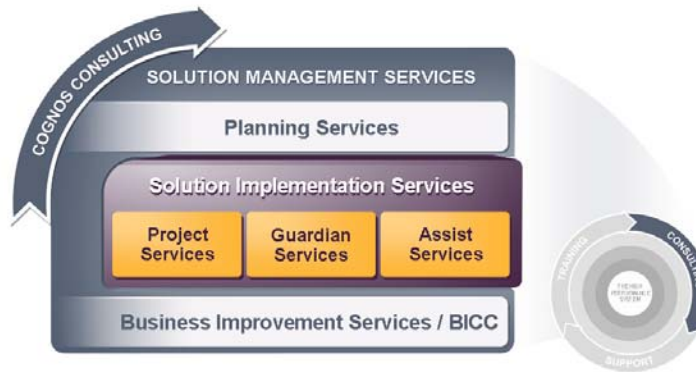 COGNOS CONSULTING
SOLUTION MANAGEMENT SERVICES
Planning Services
Solution Implementation Services
Project
Services
Guardian
Services
Assist
Services
Business Improvement Services / BICC
TRAINING
SUPPORT